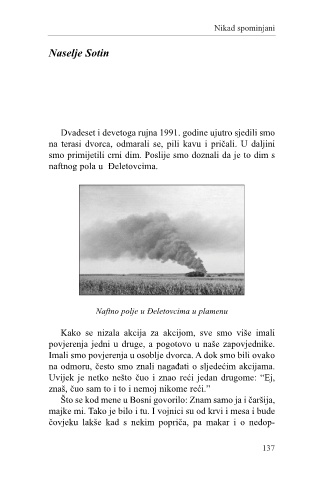 Nikad spominjani
Naselje Sotin
Dvadeset i devetoga rujna 1991. godine ujutro sjedili smo
na terasi dvorca, odmarali se, pili kavu i pričali. U daljini
smo primijetili crni dim. Poslije smo doznali da je to dim s
naftnog pola u Đeletovcima.
Naftno polje u Đeletovcima u plamenu
Kako se nizala akcija za akcijom, sve smo više imali
povjerenja jedni u druge, a pogotovo u naše zapovjednike.
Imali smo povjerenja u osoblje dvorca. A dok smo bili ovako
na odmoru, često smo znali nagađati o sljedećim akcijama.
Uvijek je netko nešto čuo i znao reći jedan drugome: “Ej,
znaš, čuo sam to i to i nemoj nikome reći.”
Što se kod mene u Bosni govorilo: Znam samo ja i čaršija,
majke mi. Tako je bilo i tu. I vojnici su od krvi i mesa i bude
čovjeku lakše kad s nekim popriča, pa makar i o nedop-
137